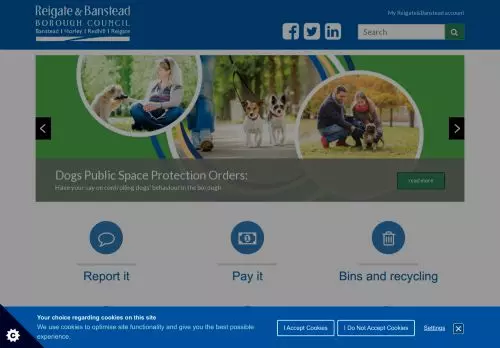 Reigate & Banstead
BOROUGH COUNCIL
Banstead | Horley | Redhill | Reigate
My Reigate&Banstead account
Search
Dogs Public Space Protection Orders:
Have your say on controlling dogs' behaviour in the borough
read more
Report it
Pay it
Bins and recycling
Your choice regarding cookies on this site
We use cookies to optimise site functionality and give you the best possible
experience.
I Accept Cookies
I Do Not Accept Cookies
Settings